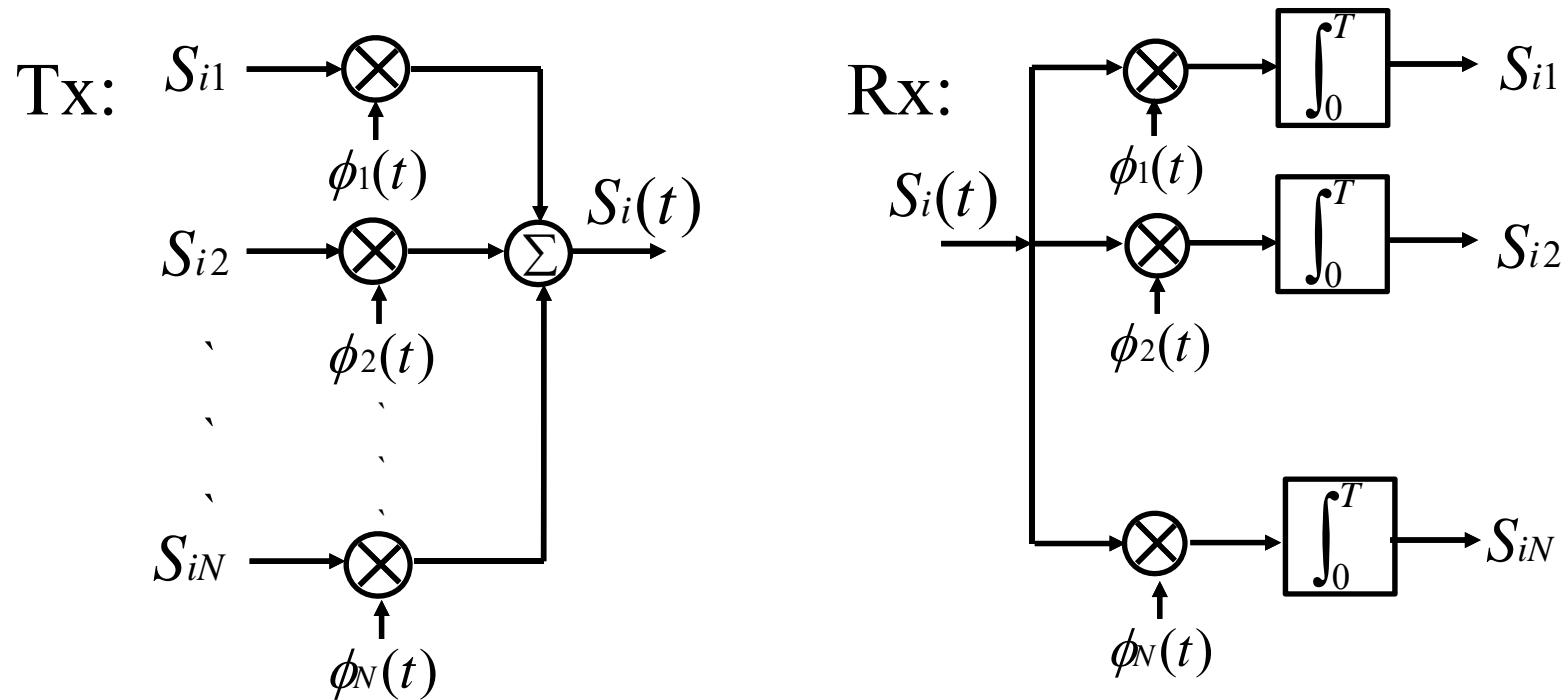 Tx:
Si1
ϕ1(t)
Si2
ϕ2(t)
SiN
ϕN(t)
Σ
Si(t)
Rx:
Si(t)
ϕ1(t)
∫0T
Si1
ϕ2(t)
∫0T
Si2
ϕN(t)
∫0T
SiN